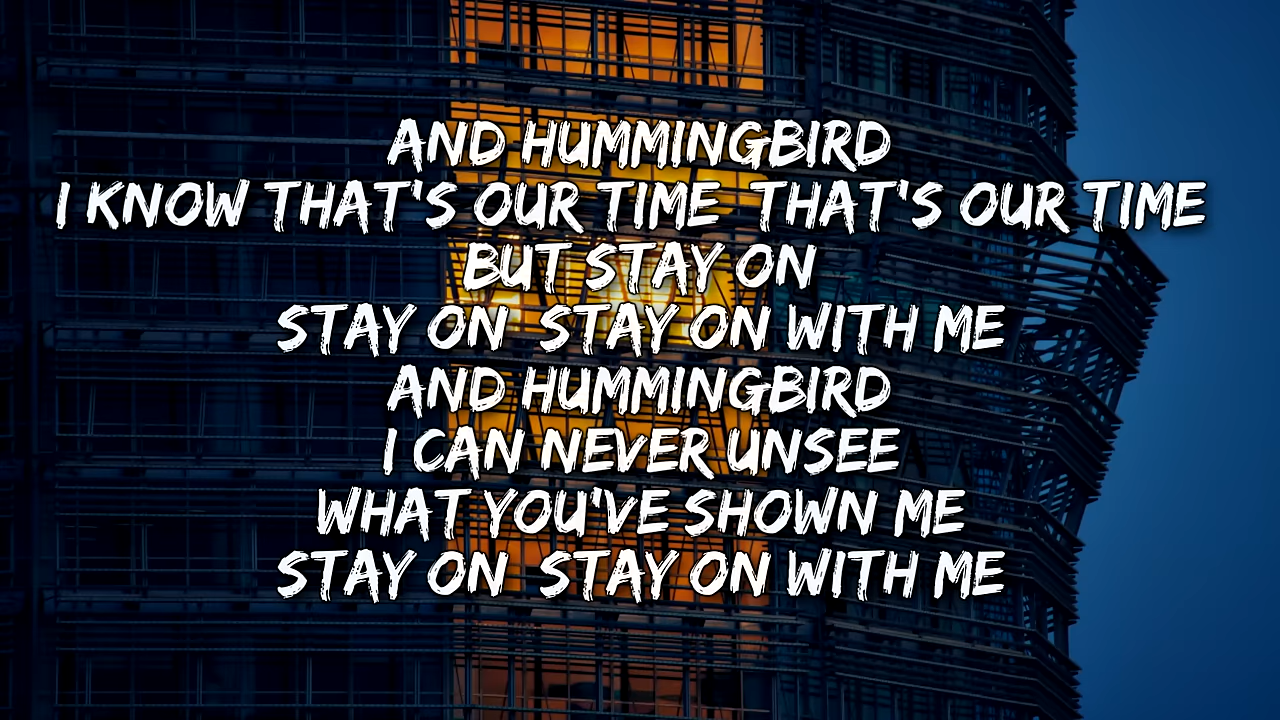 AND HUMMINGBIRD
I KNOW THAT'S OUR TIME THAT'S OUR TIME
BUT STAY ON
STAY ON STAY ON WITH ME
AND HUMMINGBIRD
I CAN NEVER UNSEE
WHAT YOU'VE SHOWN ME
STAY ON STAY ON WITH ME